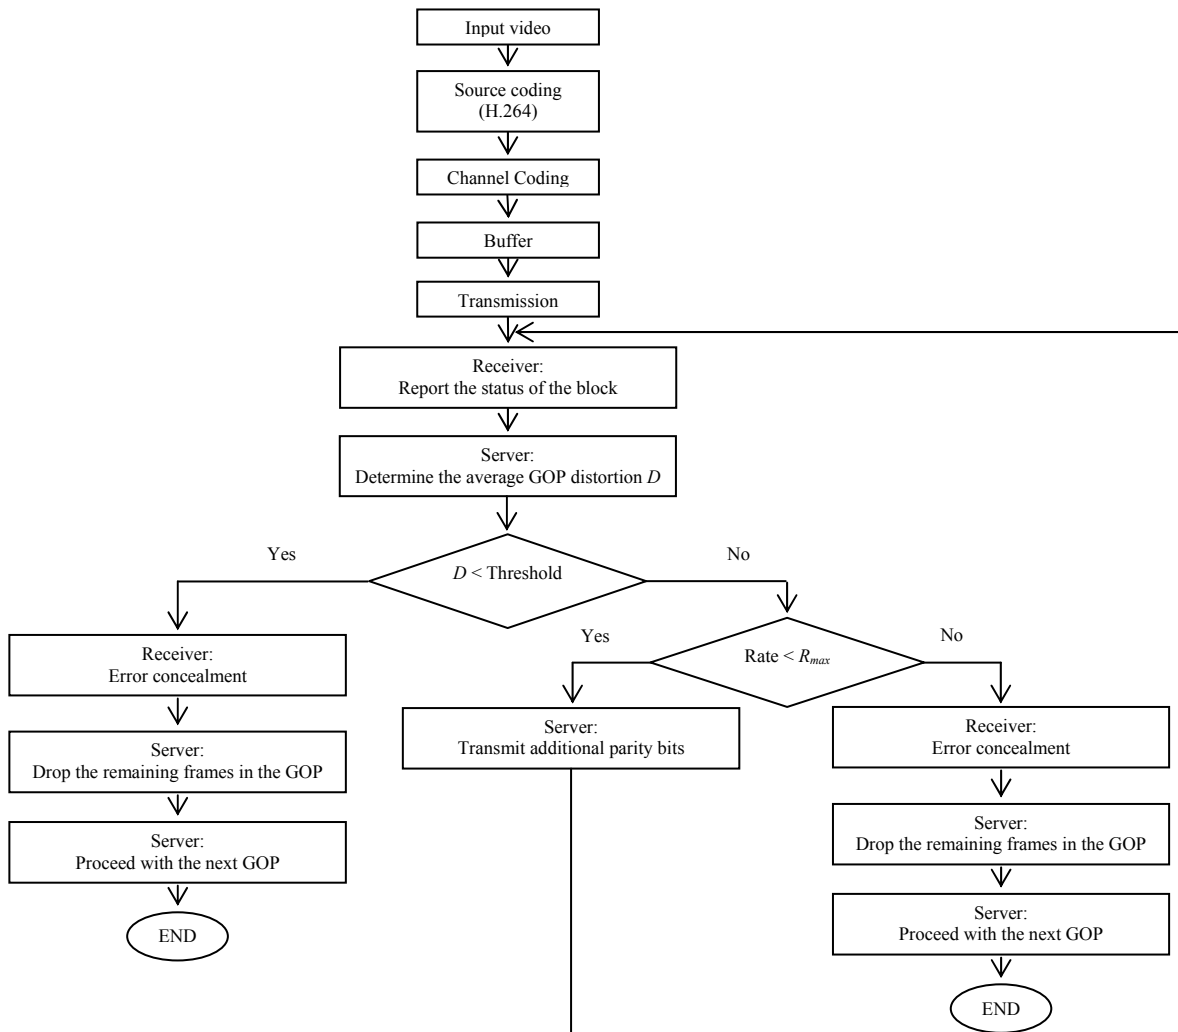 Input video
Source coding
(H.264)
Channel Coding
Buffer
Transmission
Receiver:
Report the status of the block
Server:
Determine the average GOP distortion D
Yes
No
D < Threshold
Receiver:
Error concealment
Server:
Drop the remaining frames in the GOP
Server:
Proceed with the next GOP
END
Yes
No
Rate < Rmax
Server:
Transmit additional parity bits
Receiver:
Error concealment
Server:
Drop the remaining frames in the GOP
Server:
Proceed with the next GOP
END